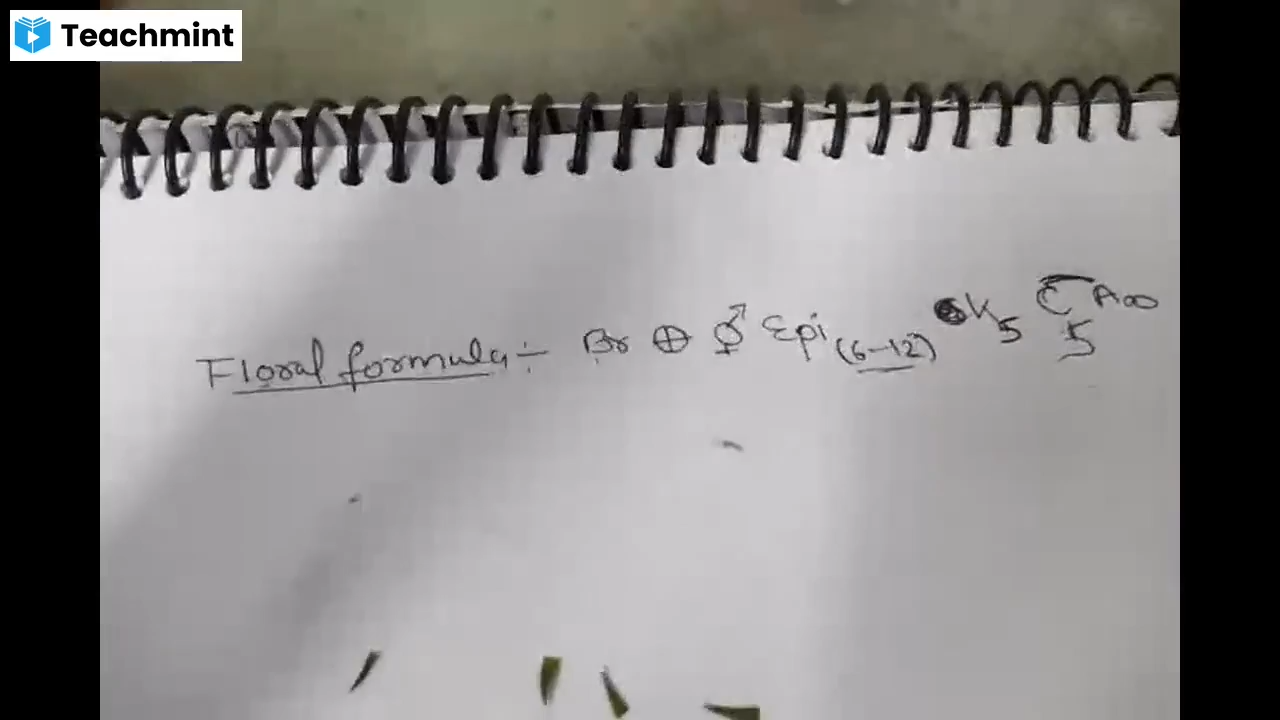 Teachmint
Floral formula÷ Br ⊕ ⚥ Epi(6-12) K5 C5 A∞